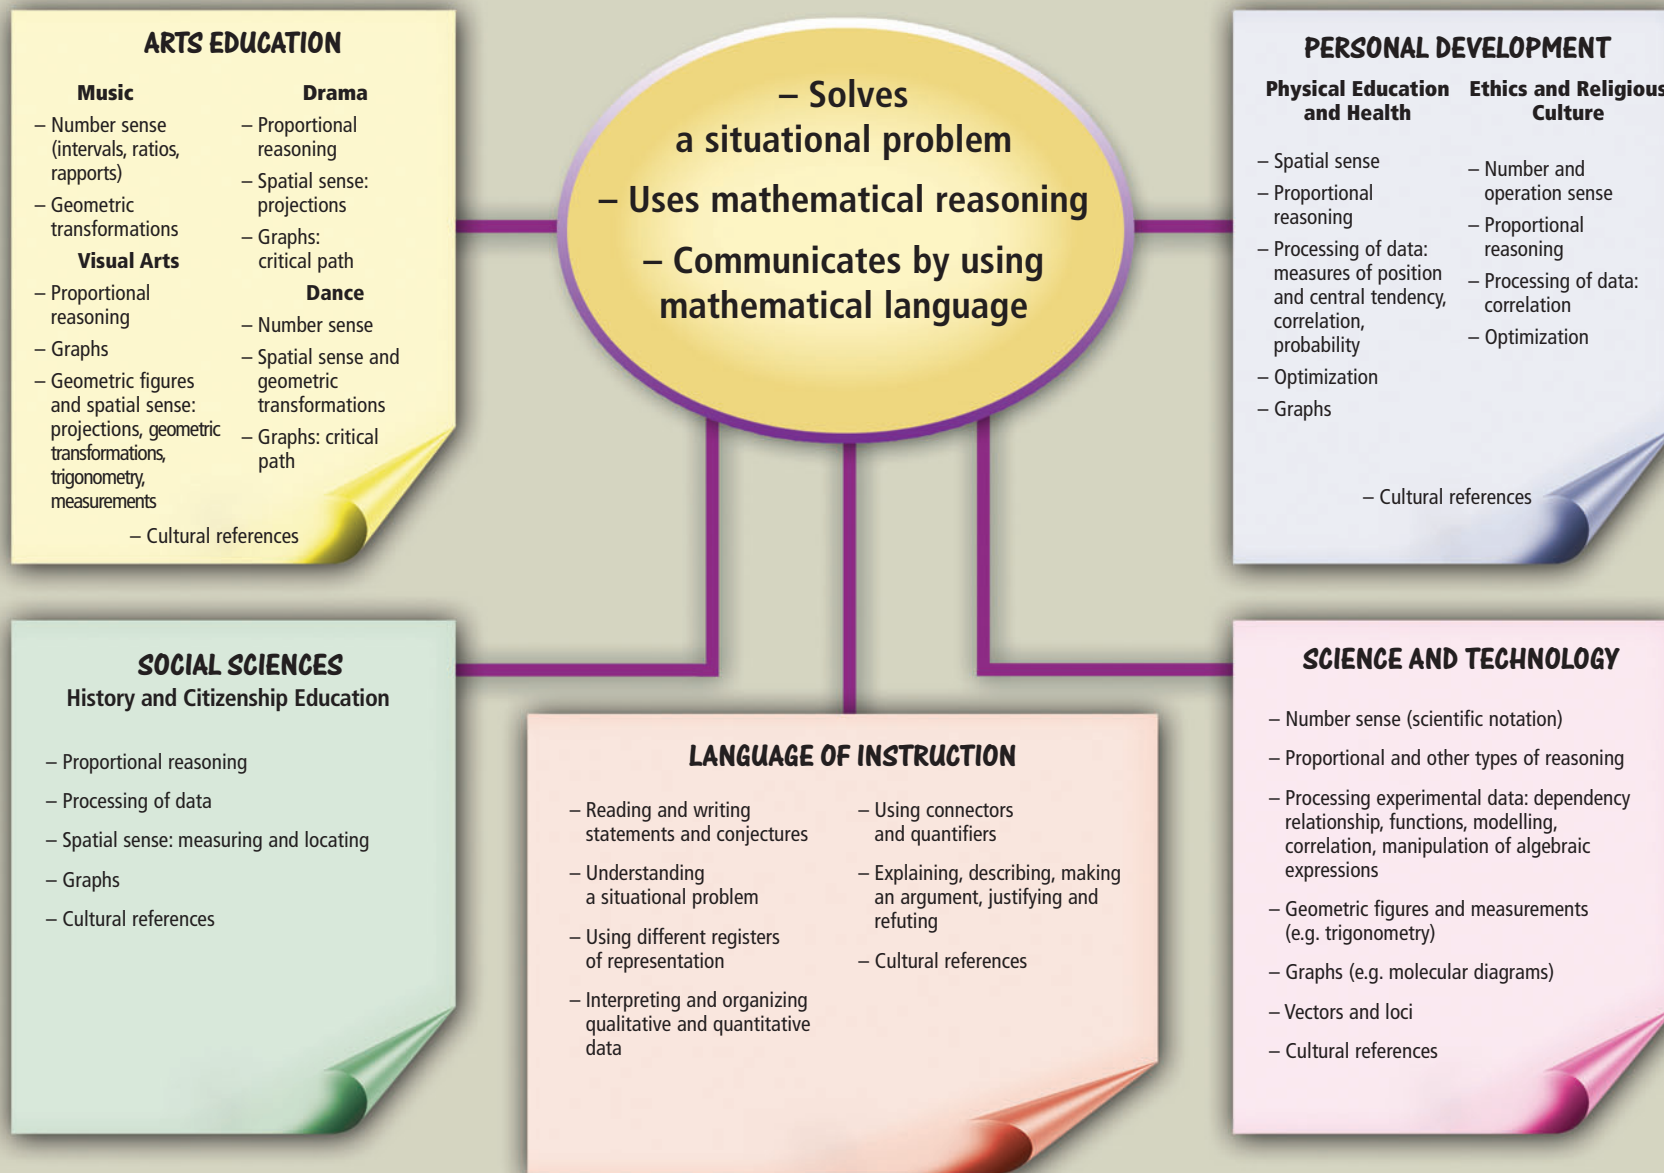 ARTS EDUCATION
Music
– Number sense
(intervals, ratios,
rapports)
– Geometric
transformations
Visual Arts
– Proportional
reasoning
– Graphs
– Geometric figures
and spatial sense:
projections, geometric
transformations,
trigonometry,
measurements
Drama
– Proportional
reasoning
– Spatial sense:
projections
– Graphs:
critical path
Dance
– Number sense
– Spatial sense and
geometric
transformations
– Graphs: critical
path
– Cultural references
– Solves
a situational problem
– Uses mathematical reasoning
– Communicates by using
mathematical language
PERSONAL DEVELOPMENT
Physical Education
and Health
– Spatial sense
– Proportional
reasoning
– Processing of data:
measures of position
and central tendency,
correlation,
probability
– Optimization
– Graphs
Ethics and Religious
Culture
– Number and
operation sense
– Proportional
reasoning
– Processing of data:
correlation
– Optimization
– Cultural references
SOCIAL SCIENCES
History and Citizenship Education
– Proportional reasoning
– Processing of data
– Spatial sense: measuring and locating
– Graphs
– Cultural references
LANGUAGE OF INSTRUCTION
– Reading and writing
statements and conjectures
– Understanding
a situational problem
– Using different registers
of representation
– Interpreting and organizing
qualitative and quantitative
data
– Using connectors
and quantifiers
– Explaining, describing, making
an argument, justifying and
refuting
– Cultural references
SCIENCE AND TECHNOLOGY
– Number sense (scientific notation)
– Proportional and other types of reasoning
– Processing experimental data: dependency
relationship, functions, modelling,
correlation, manipulation of algebraic
expressions
– Geometric figures and measurements
(e.g. trigonometry)
– Graphs (e.g. molecular diagrams)
– Vectors and loci
– Cultural references